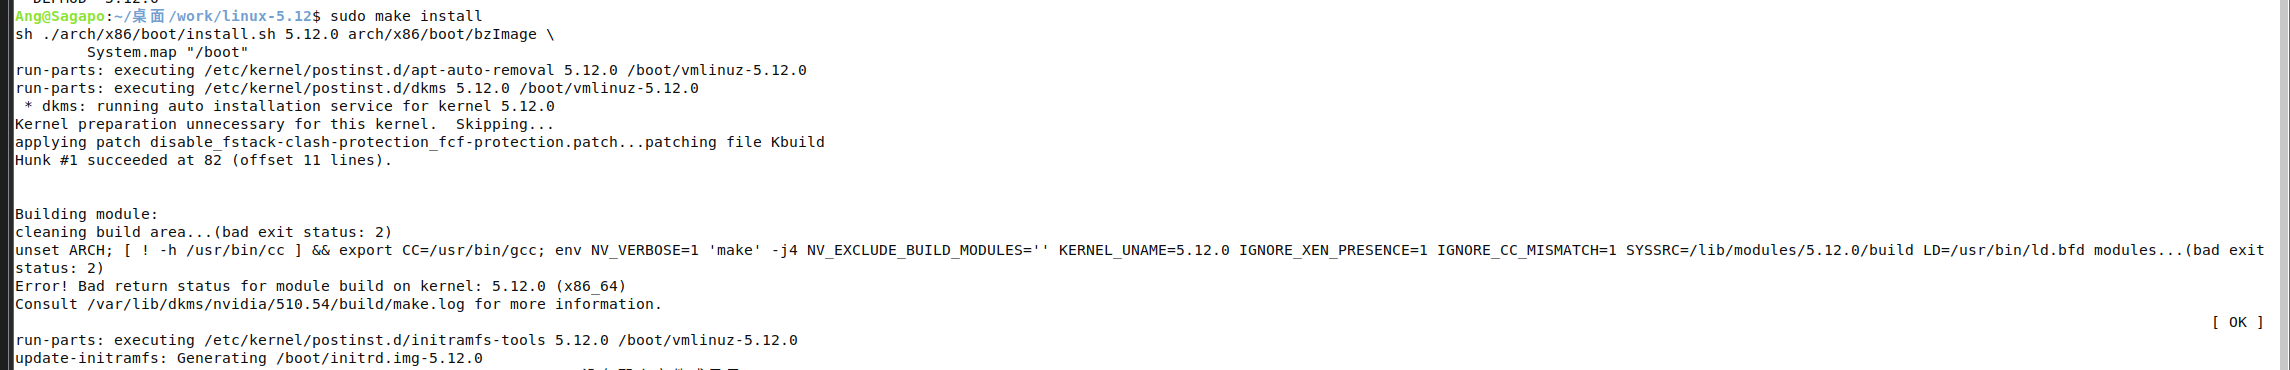 Ang@Sagapo:~/桌面/work/linux-5.12$ sudo make install
sh ./arch/x86/boot/install.sh 5.12.0 arch/x86/boot/bzImage \
        System.map "/boot"
run-parts: executing /etc/kernel/postinst.d/apt-auto-removal 5.12.0 /boot/vmlinuz-5.12.0
run-parts: executing /etc/kernel/postinst.d/dkms 5.12.0 /boot/vmlinuz-5.12.0
 * dkms: running auto installation service for kernel 5.12.0
Kernel preparation unnecessary for this kernel.  Skipping...
applying patch disable_fstack-clash-protection_fcf-protection.patch...patching file Kbuild
Hunk #1 succeeded at 82 (offset 11 lines).
Building module:
cleaning build area...(bad exit status: 2)
unset ARCH; [ ! -h /usr/bin/cc ] && export CC=/usr/bin/gcc; env NV_VERBOSE=1 'make' -j4 NV_EXCLUDE_BUILD_MODULES='' KERNEL_UNAME=5.12.0 IGNORE_XEN_PRESENCE=1 IGNORE_CC_MISMATCH=1 SYSSRC=/lib/modules/5.12.0/build LD=/usr/bin/ld.bfd modules...(bad exit
status: 2)
Error! Bad return status for module build on kernel: 5.12.0 (x86_64)
Consult /var/lib/dkms/nvidia/510.54/build/make.log for more information.
[ OK ]
run-parts: executing /etc/kernel/postinst.d/initramfs-tools 5.12.0 /boot/vmlinuz-5.12.0
update-initramfs: Generating /boot/initrd.img-5.12.0